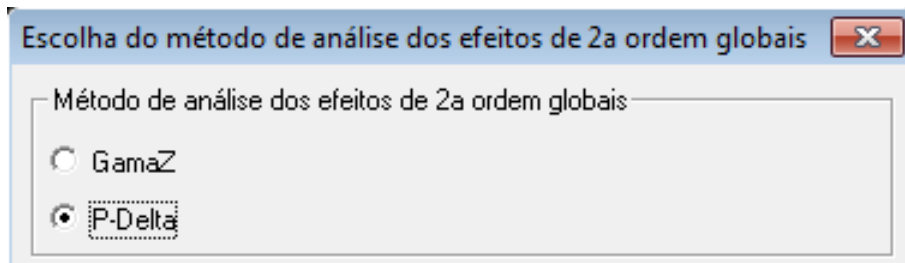 Escolha do método de análise dos efeitos de 2a ordem globais
Método de análise dos efeitos de 2a ordem globais
GamaZ
P-Delta